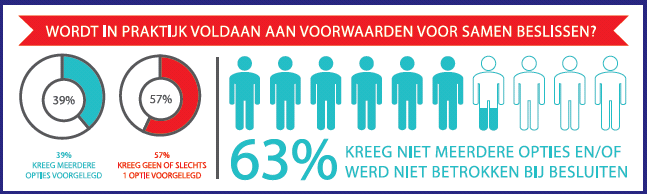 WORDT IN PRAKTIJK VOLDAAN AAN VOORWAARDEN VOOR SAMEN BESLISSEN?
39%
57%
39%
KREEG MEERDERE
OPTIES VOORGELEGD
57%
KREEG GEEN OF SLECHTS
1 OPTIE VOORGELEGD
63%
KREEG NIET MEERDERE OPTIES EN/OF
WERD NIET BETROKKEN BIJ BESLUITEN